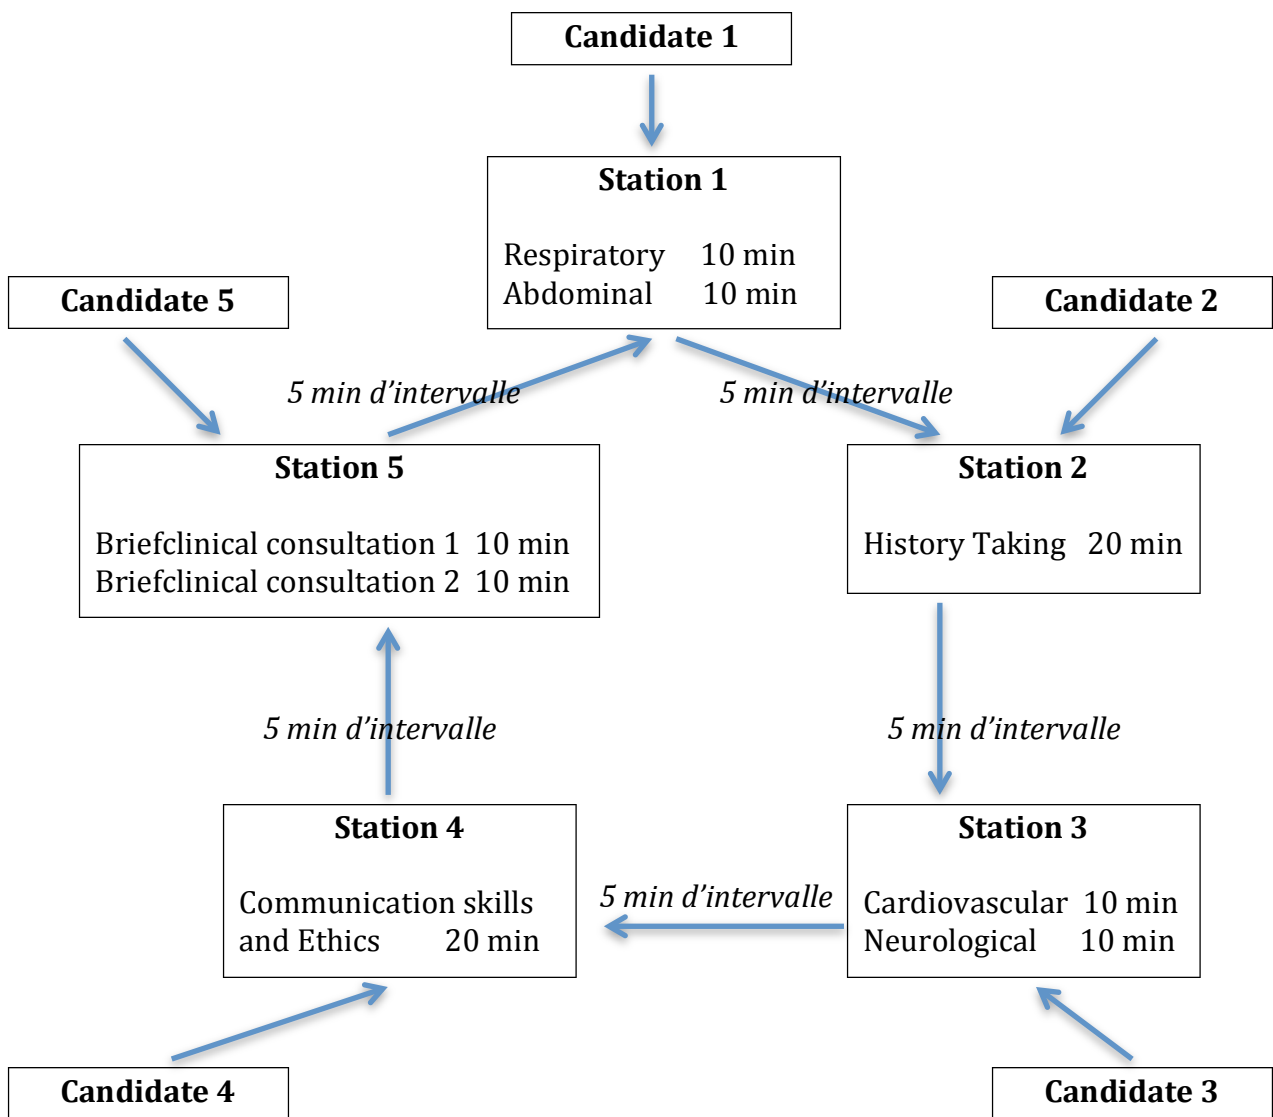 Candidate 1
Station 1
Respiratory 10 min
Abdominal 10 min
Candidate 5
Candidate 2
5 min d’intervalle
5 min d’intervalle
Station 5
Briefclinical consultation 1 10 min
Briefclinical consultation 2 10 min
Station 2
History Taking 20 min
5 min d’intervalle
5 min d’intervalle
Station 4
Communication skills
and Ethics 20 min
5 min d’intervalle
Station 3
Cardiovascular 10 min
Neurological 10 min
Candidate 4
Candidate 3